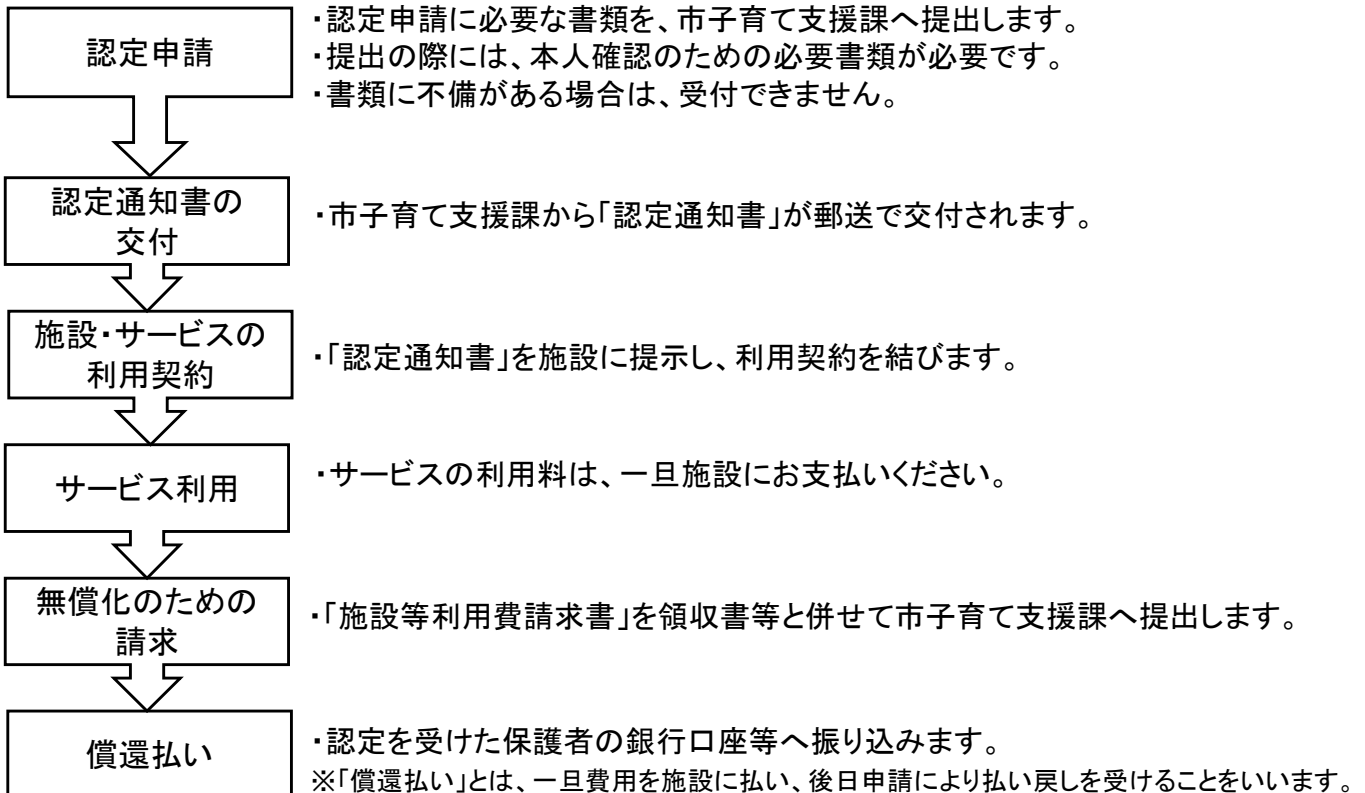 認定申請
・認定申請に必要な書類を、市子育て支援課へ提出します。
・提出の際には、本人確認のための必要書類が必要です。
・書類に不備がある場合は、受付できません。
認定通知書の
交付
・市子育て支援課から「認定通知書」が郵送で交付されます。
施設・サービスの
利用契約
・「認定通知書」を施設に提示し、利用契約を結びます。
サービス利用
・サービスの利用料は、一旦施設にお支払いください。
無償化のための
請求
・「施設等利用費請求書」を領収書等と併せて市子育て支援課へ提出します。
償還払い
・認定を受けた保護者の銀行口座等へ振り込みます。
※「償還払い」とは、一旦費用を施設に払い、後日申請により払い戻しを受けることをいいます。